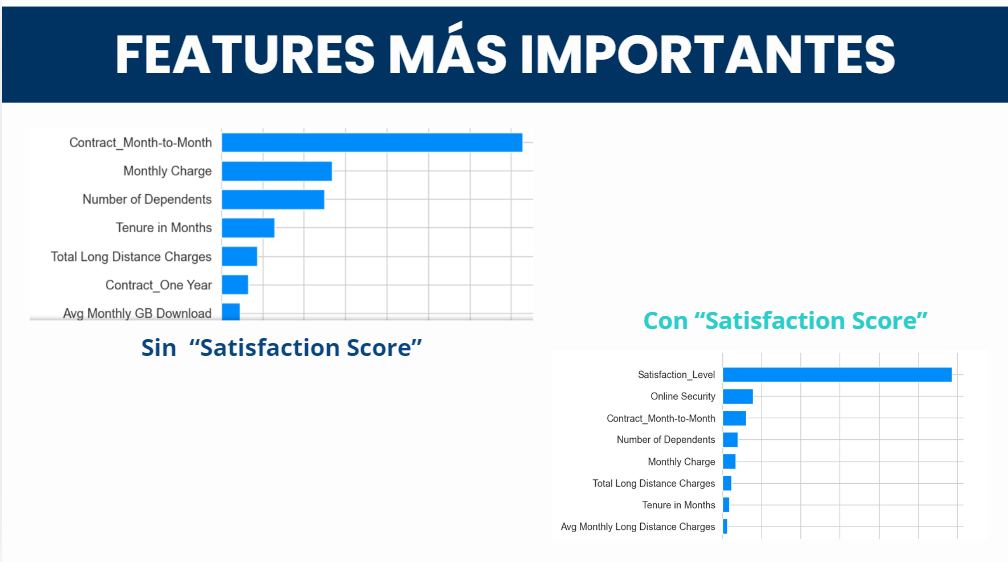 FEATURES MÁS IMPORTANTES
Contract_Month-to-Month
Monthly Charge
Number of Dependents
Tenure in Months
Total Long Distance Charges
Contract_One Year
Avg Monthly GB Download
Sin “Satisfaction Score”
Con “Satisfaction Score”
Satisfaction_Level
Online Security
Contract_Month-to-Month
Number of Dependents
Monthly Charge
Total Long Distance Charges
Tenure in Months
Avg Monthly Long Distance Charges